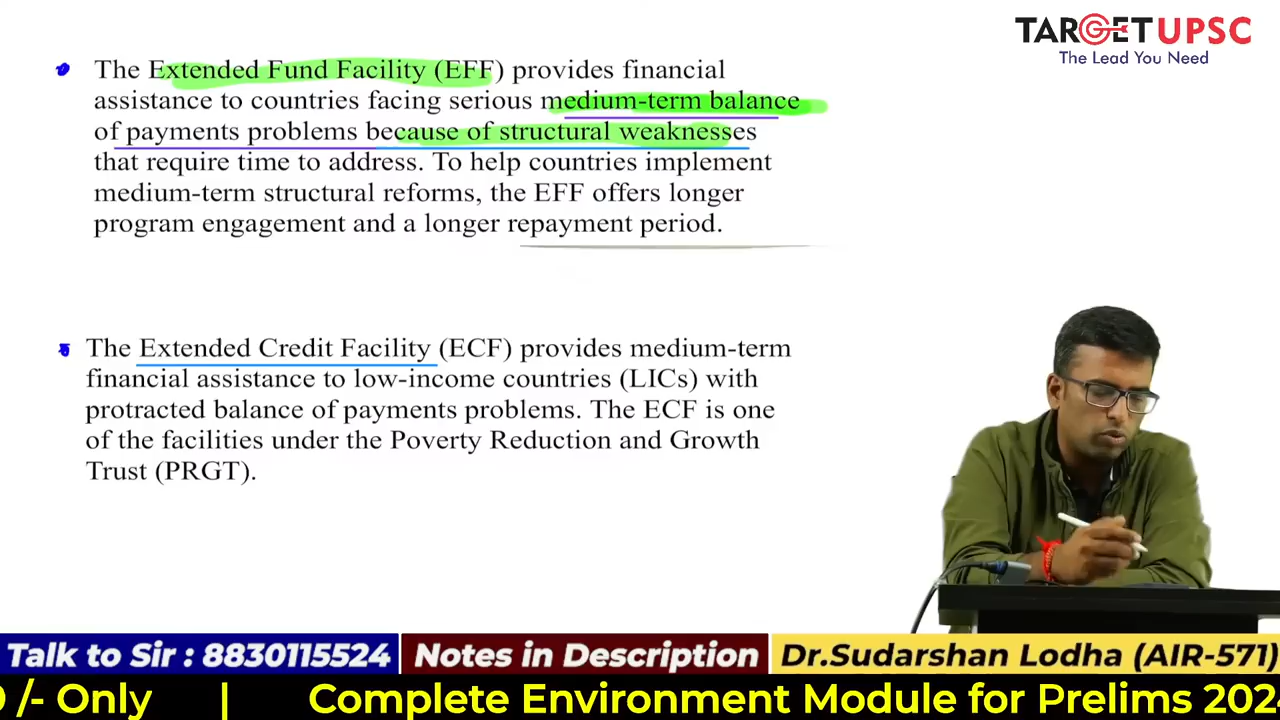 TARGET UPSC
The Lead You Need
The Extended Fund Facility (EFF) provides financial
assistance to countries facing serious medium-term balance
of payments problems because of structural weaknesses
that require time to address. To help countries implement
medium-term structural reforms, the EFF offers longer
program engagement and a longer repayment period.
The Extended Credit Facility (ECF) provides medium-term
financial assistance to low-income countries (LICs) with
protracted balance of payments problems. The ECF is one
of the facilities under the Poverty Reduction and Growth
Trust (PRGT).
Talk to Sir : 8830115524
Notes in Description
Dr.Sudarshan Lodha (AIR-571)
/- Only | Complete Environment Module for Prelims 202